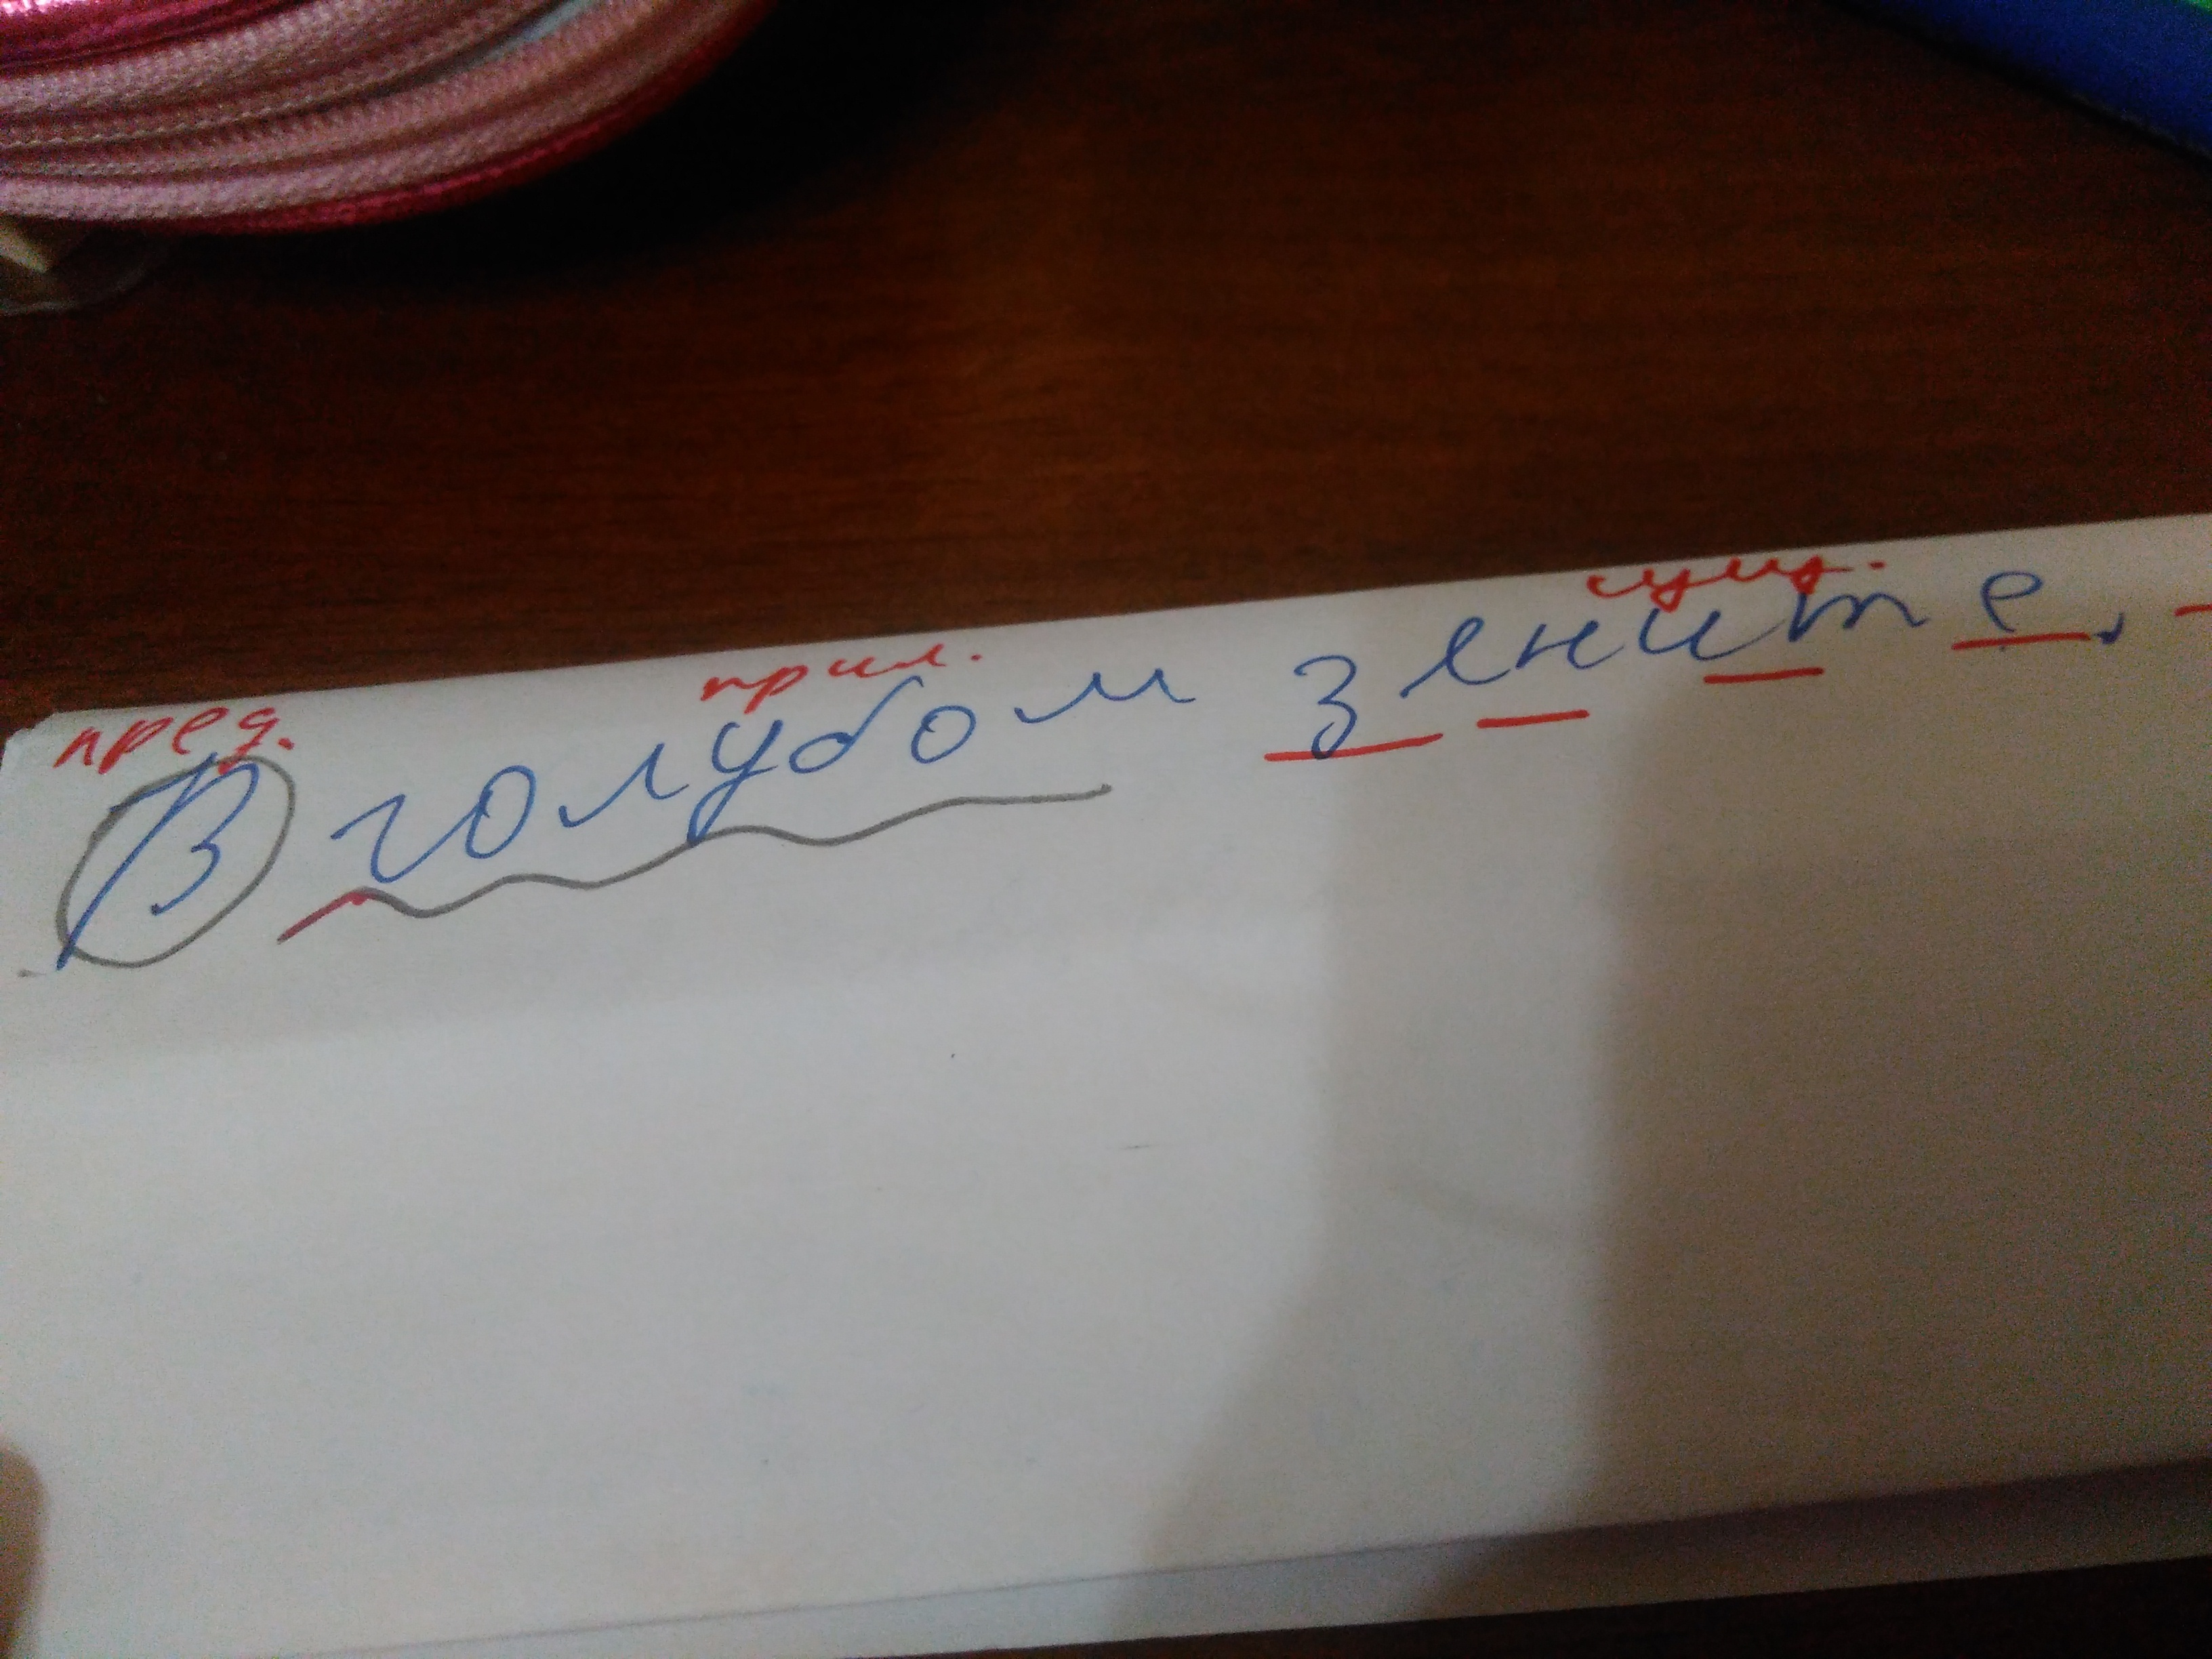 пред. прил. сущ.
В голубом зените,